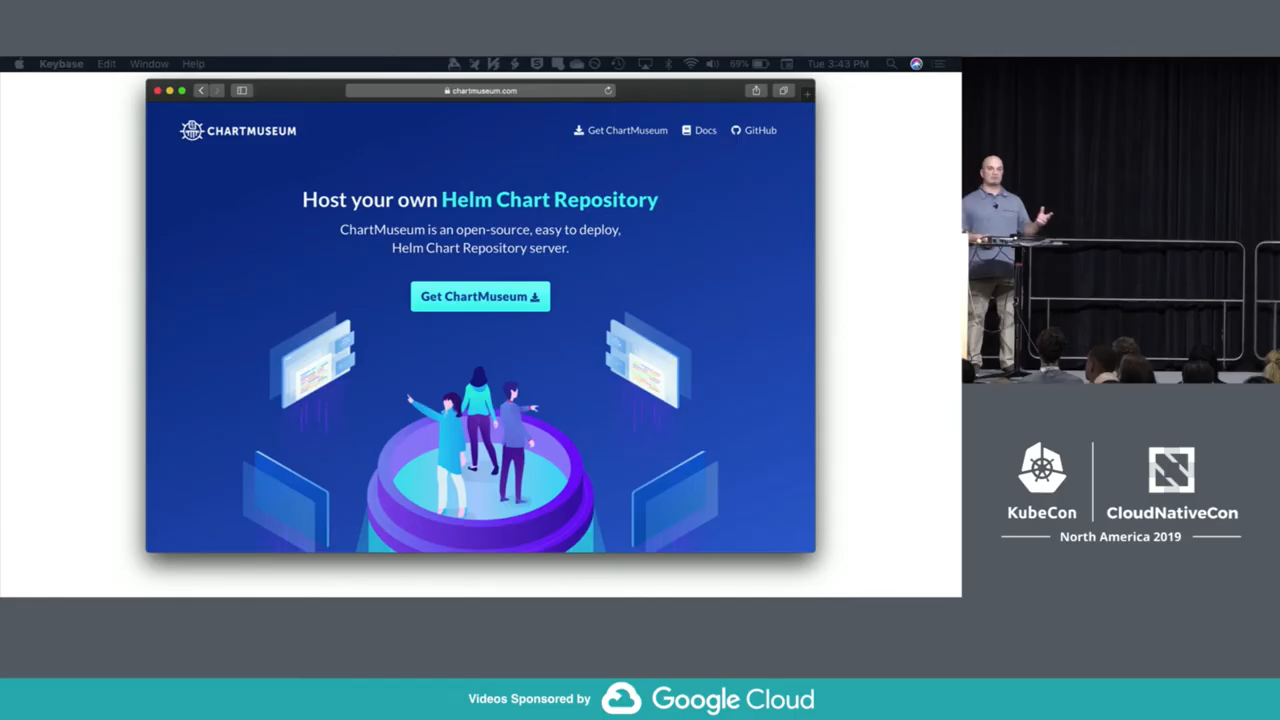 Keybase Edit Window Help
69% Tue 3:43 PM
chartmuseum.com
CHARTMUSEUM
Get ChartMuseum Docs GitHub
Host your own Helm Chart Repository
ChartMuseum is an open-source, easy to deploy,
Helm Chart Repository server.
Get ChartMuseum
KubeCon CloudNativeCon
North America 2019
Videos Sponsored by Google Cloud